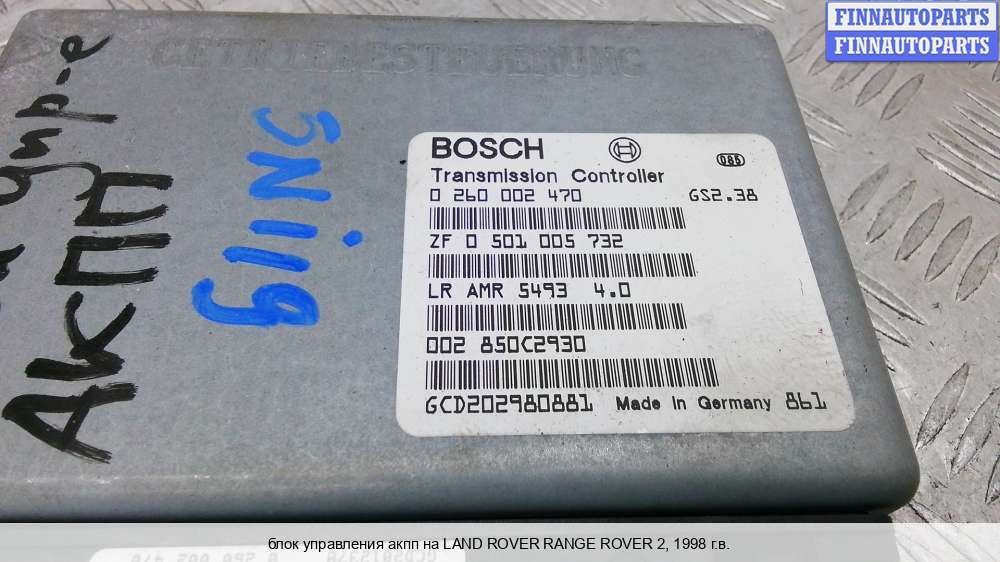 FINNAUTOPARTS
FINNAUTOPARTS
GETRIEBESTEUERUNG
упр-е
АКПП
BOSCH
085
Transmission Controller
0 260 002 470 GS2.38
ZF 0 501 005 732
LR AMR 5493 4.0
002 850C2930
GCD202980881 Made in Germany 861
блок управления акпп на LAND ROVER RANGE ROVER 2, 1998 г.в.